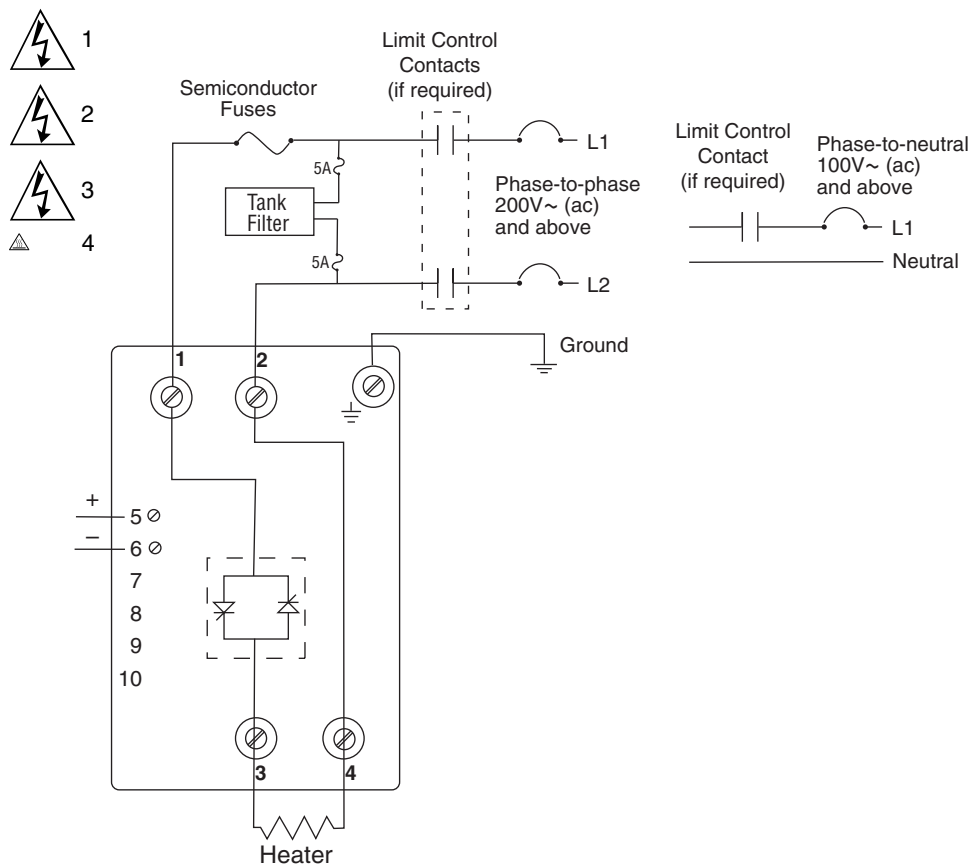 1
2
3
4
Semiconductor
Fuses
Limit Control
Contacts
(if required)
L1
5A
Tank
Filter
5A
Phase-to-phase
200V~ (ac)
and above
L2
Limit Control
Contact
(if required)
Phase-to-neutral
100V~ (ac)
and above
L1
Neutral
Ground
1
2
+
5
–
6
7
8
9
10
3
4
Heater